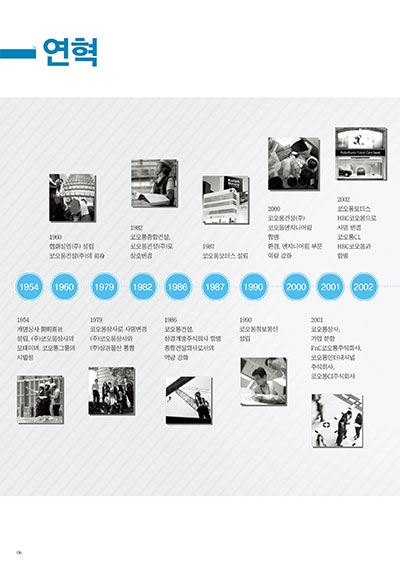 연혁
1960
협화실업(주) 설립
코오롱건설(주)의 前身
1982
코오롱종합건설,
코오롱건설(주)로
상호변경
1987
코오롱모터스 설립
2000
코오롱건설(주)
코오롱엔지니어링
합병
환경, 엔지니어링 부문
역량 강화
2002
코오롱모터스
HBC코오롱으로
사명 변경
코오롱CI,
HBC코오롱과
합병
1954 1960 1979 1982 1986 1987 1990 2000 2001 2002
1954
개명상사 開明商社
설립, (주)코오롱상사의
모태이며, 코오롱그룹의
시발점
1979
코오롱상사로 사명변경
(주)코오롱상사와
(주)삼경물산 통합
1986
코오롱건설,
삼경개발주식회사 합병
종합건설회사로서의
역량 강화
1990
코오롱정보통신
설립
2001
코오롱상사,
기업 분할
FnC코오롱주식회사,
코오롱인터내셔널
주식회사,
코오롱CI주식회사
06